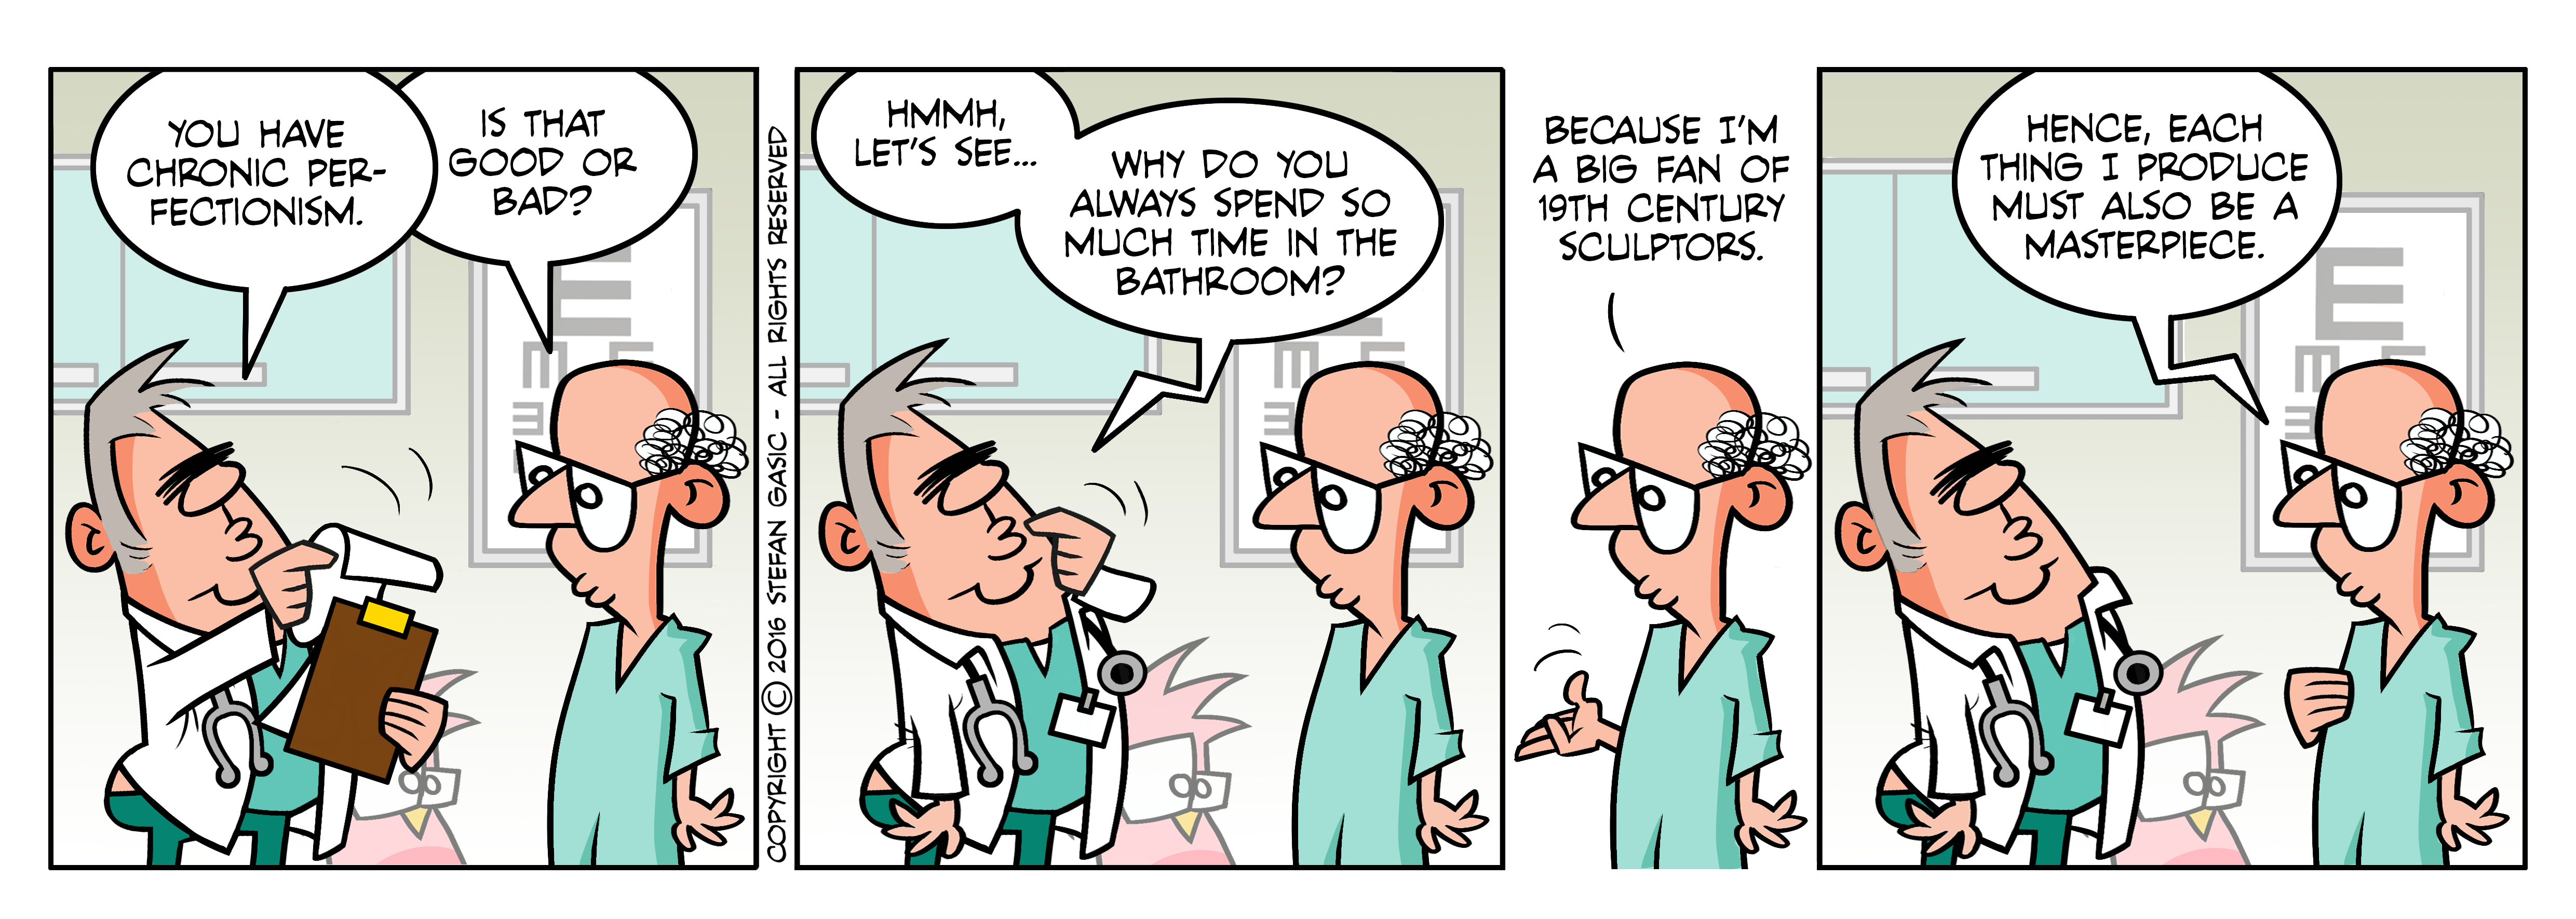 YOU HAVE
CHRONIC PER-
FECTIONISM.
IS THAT
GOOD OR
BAD?
COPYRIGHT © 2016 STEFAN GASIC - ALL RIGHTS RESERVED
HMMH,
LET'S SEE...
WHY DO YOU
ALWAYS SPEND SO
MUCH TIME IN THE
BATHROOM?
BECAUSE I'M
A BIG FAN OF
19TH CENTURY
SCULPTORS.
HENCE, EACH
THING I PRODUCE
MUST ALSO BE A
MASTERPIECE.